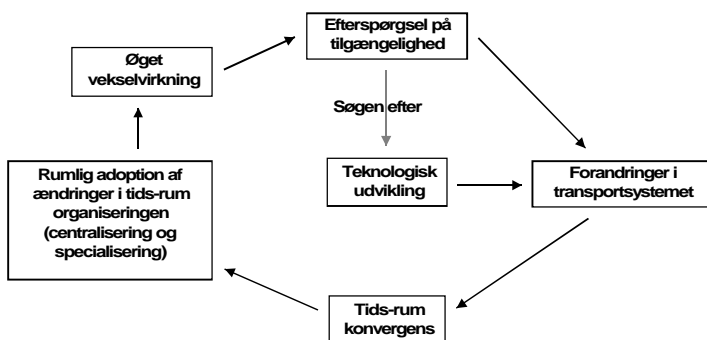 Efterspørgsel på
tilgængelighed
Øget
vekselvirkning
Søgen efter
Teknologisk
udvikling
Forandringer i
transportsystemet
Rumlig adoption af
ændringer i tids-rum
organiseringen
(centralisering og
specialisering)
Tids-rum
konvergens